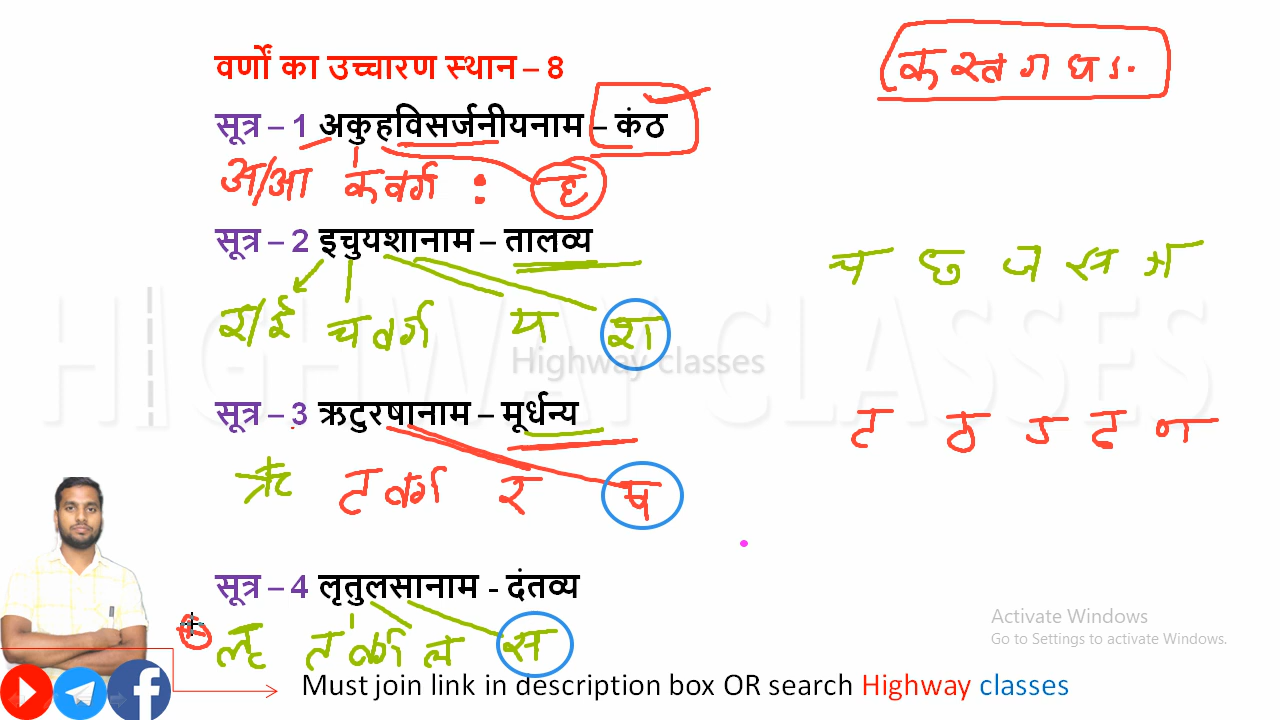 वर्णों का उच्चारण स्थान – 8
क ख ग घ ङ
सूत्र – 1 अकुहविसर्जनीयनाम – कंठ
अ/आ कवर्ग : ह
सूत्र – 2 इचुयशानाम – तालव्य
च छ ज झ ञ
इ/ई चवर्ग य श
HIGHWAY CLASSES
Highway classes
सूत्र – 3 ऋटुरषानाम – मूर्धन्य
ट ठ ड ढ ण
ऋ टवर्ग र ष
सूत्र – 4 लृतुलसानाम - दंतव्य
लृ तवर्ग ल स
Activate Windows
Go to Settings to activate Windows.
Must join link in description box OR search Highway classes